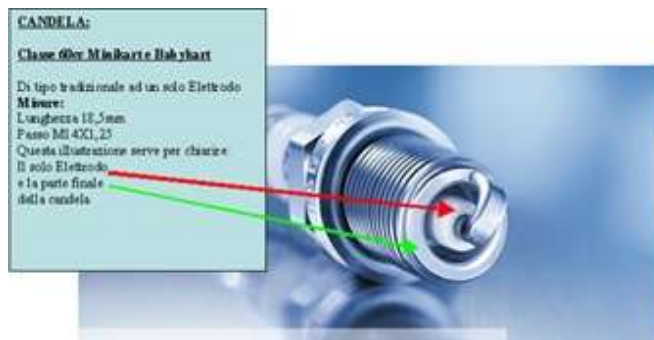 CANDELA:
Classe 60cc Minikart e Babykart
Di tipo tradizionale ad un solo Elettrodo
Misure:
Lunghezza 18,5mm
Passo M14X1,25
Questa illustrazione serve per chiarire
Il solo Elettrodo
e la parte finale
della candela